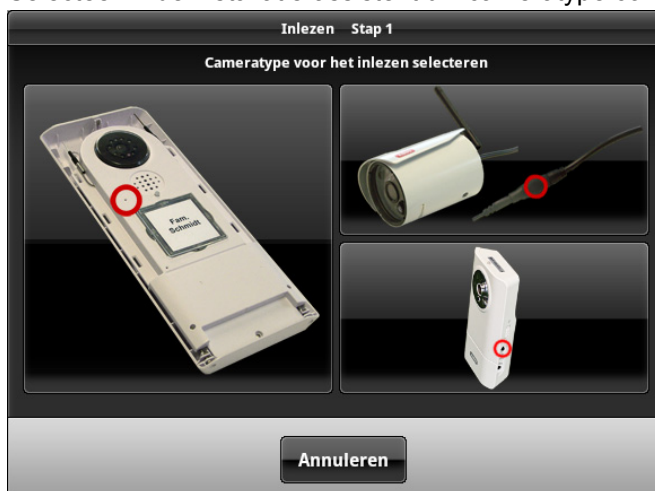 Inlezen Stap 1
Cameratype voor het inlezen selecteren
Fam.
Schmidt
Annuleren